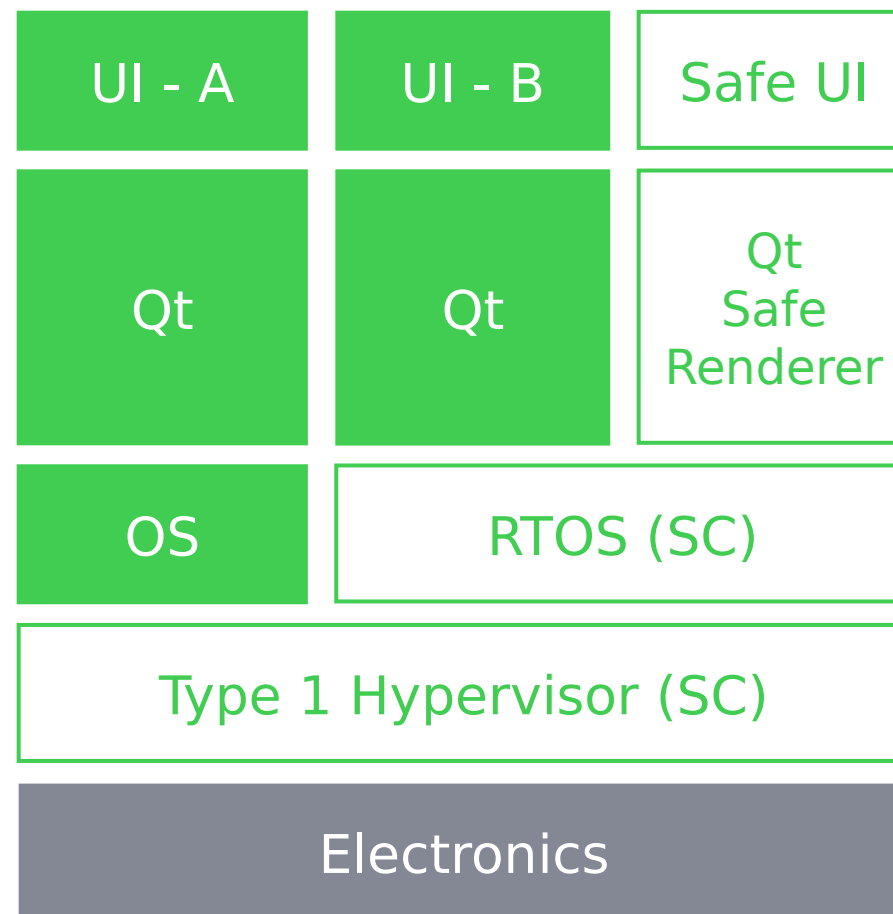 UI - A
UI - B
Safe UI
Qt
Qt
Qt
Safe
Renderer
OS
RTOS (SC)
Type 1 Hypervisor (SC)
Electronics